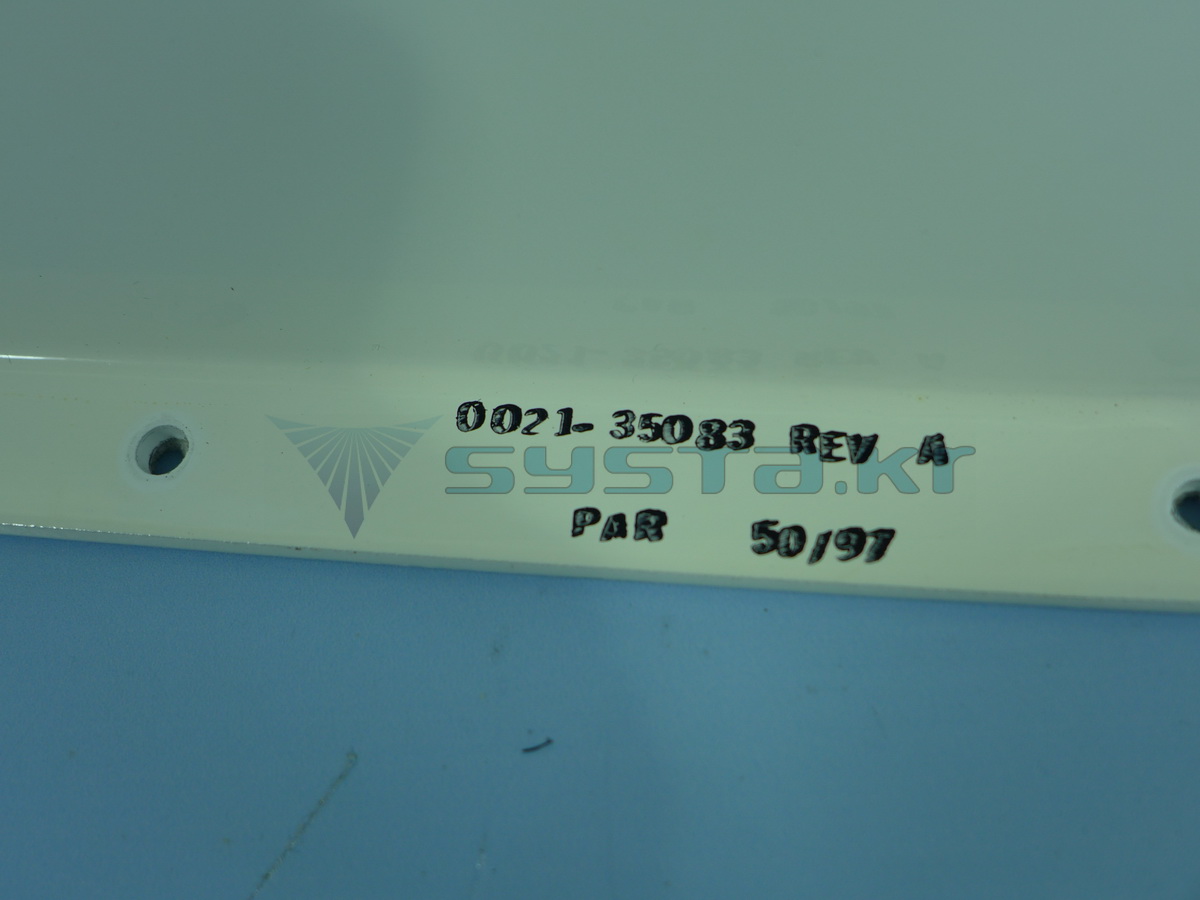 0021-35083 REV A
systa.kr
PAR 50/97